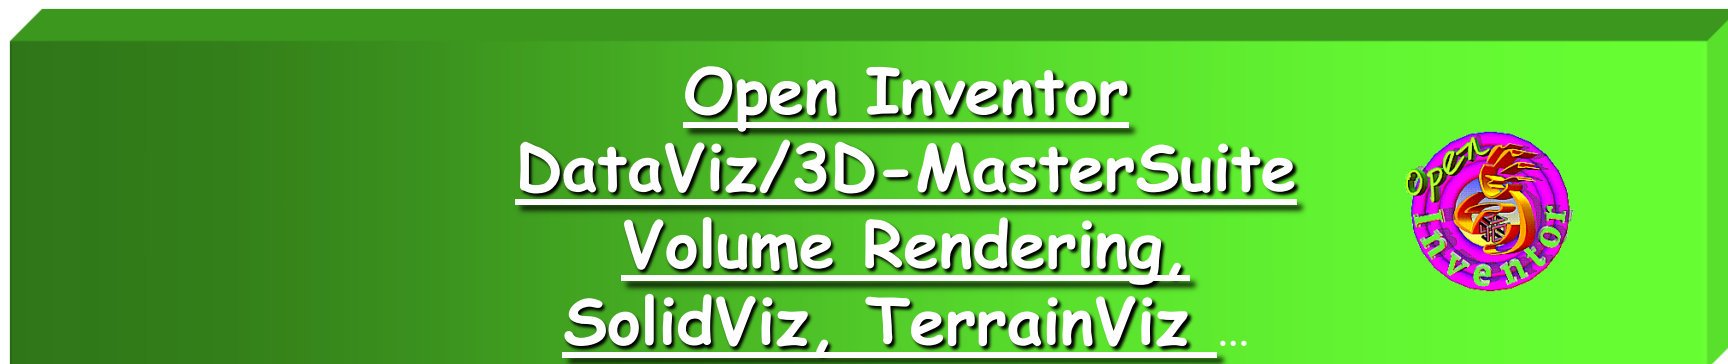 Open Inventor
DataViz/3D-MasterSuite
Volume Rendering,
SolidViz, TerrainViz ...
Open
Inventor